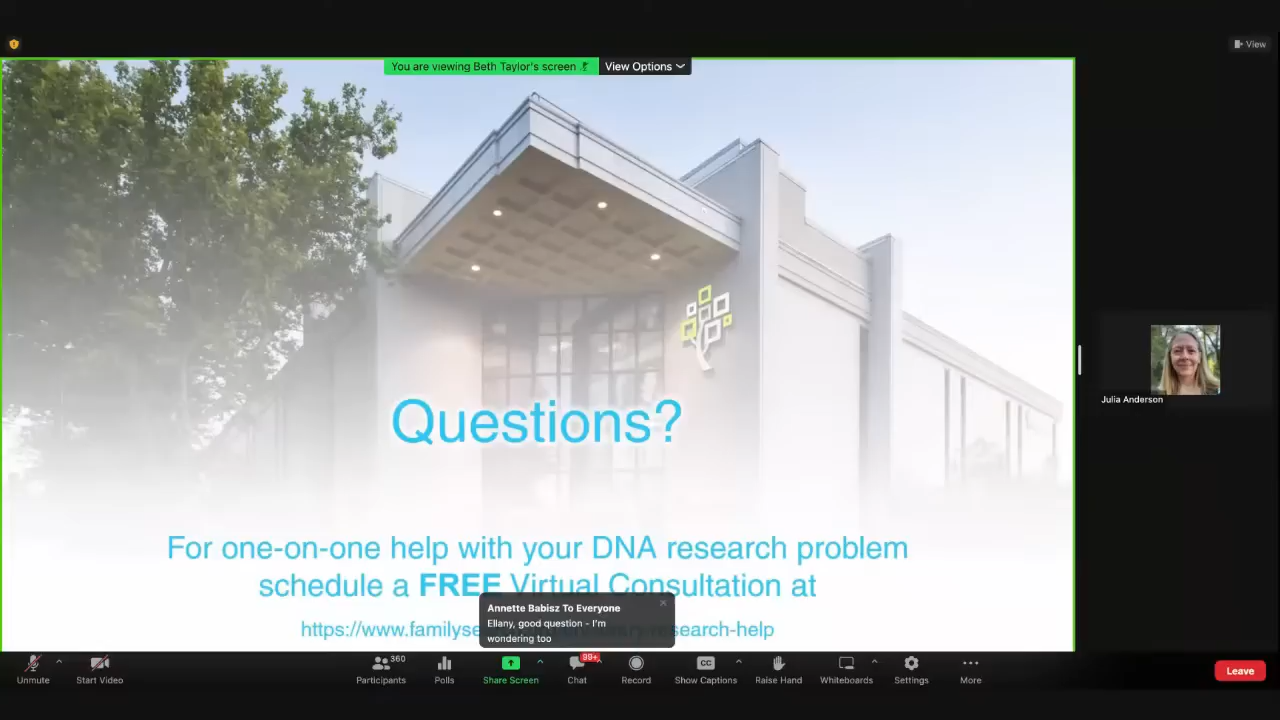 View
You are viewing Beth Taylor's screen
View Options
Questions?
For one-on-one help with your DNA research problem
schedule a FREE Virtual Consultation at
Annette Babisz To Everyone
Ellany, good question - I'm
wondering too
https://www.familyse
research-help
Julia Anderson
Unmute
Start Video
Participants
360
Polls
Share Screen
Chat
99+
Record
CC
Show Captions
Raise Hand
Whiteboards
Settings
More
Leave